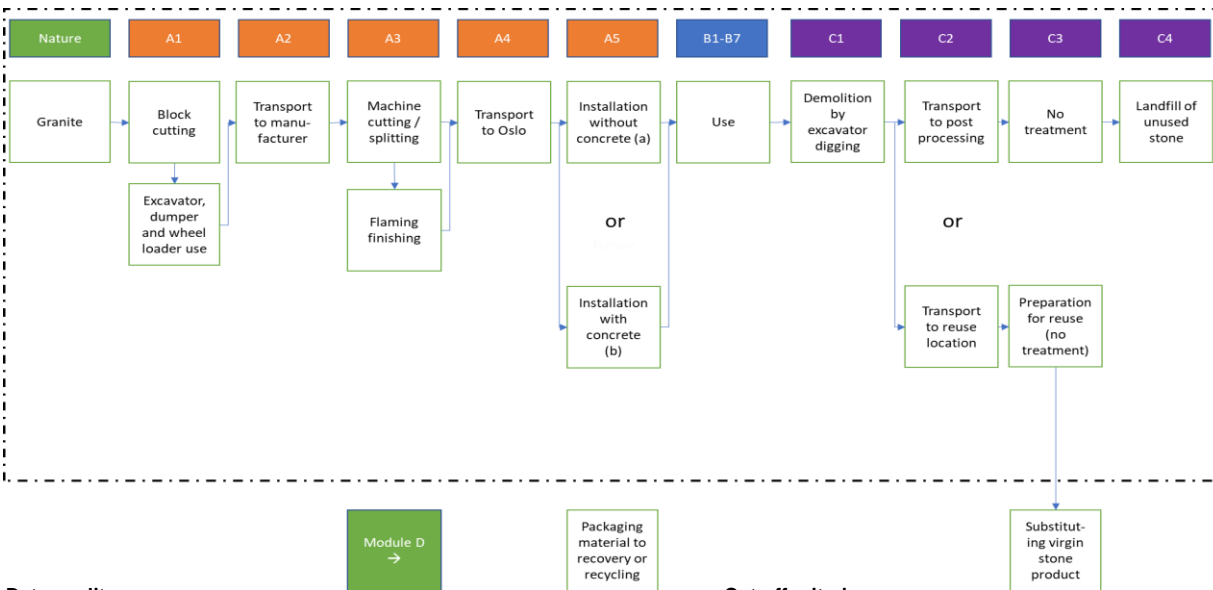 Nature
A1
A2
A3
A4
A5
B1-B7
C1
C2
C3
C4
Granite
Block
cutting
Transport
to manu-
facturer
Machine
cutting /
splitting
Transport
to Oslo
Installation
without
concrete (a)
Use
Demolition
by
excavator
digging
Transport
to post
processing
No
treatment
Landfill of
unused
stone
Excavator,
dumper
and wheel
loader use
Flaming
finishing
or
or
Installation
with
concrete
(b)
Transport
to reuse
location
Preparation
for reuse
(no
treatment)
Module D
→
Packaging
material to
recovery or
recycling
Substitut-
ing virgin
stone
product